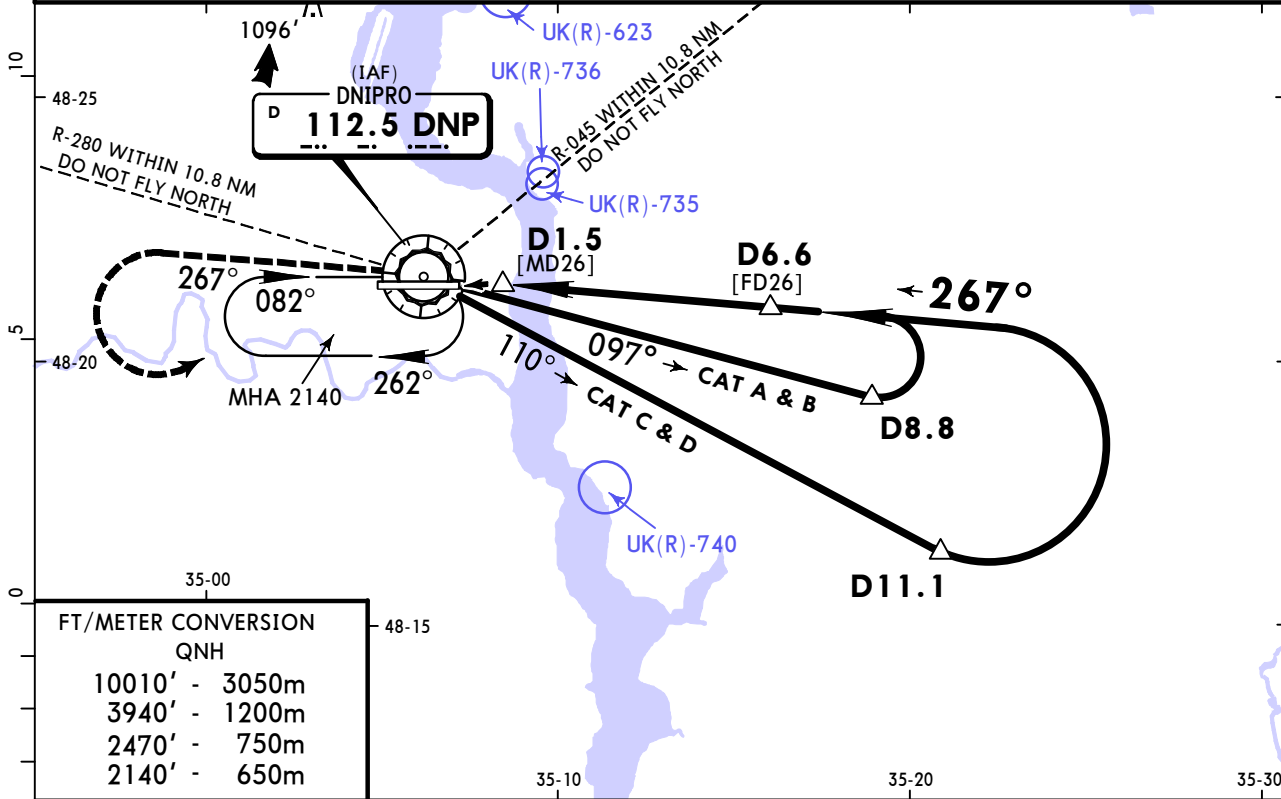 1096'
UK(R)-623
10
48-25
(IAF)
DNIPRO
D 112.5 DNP
UK(R)-736
R-045 WITHIN 10.8 NM
DO NOT FLY NORTH
R-280 WITHIN 10.8 NM
DO NOT FLY NORTH
UK(R)-735
D1.5
[MD26]
D6.6
[FD26]
267°
267°
082°
5
48-20
110°
CAT C & D
097°
CAT A & B
MHA 2140
262°
D8.8
UK(R)-740
D11.1
35-00
0
48-15
FT/METER CONVERSION
QNH
10010' - 3050m
3940' - 1200m
2470' - 750m
2140' - 650m
35-10
35-20
35-30